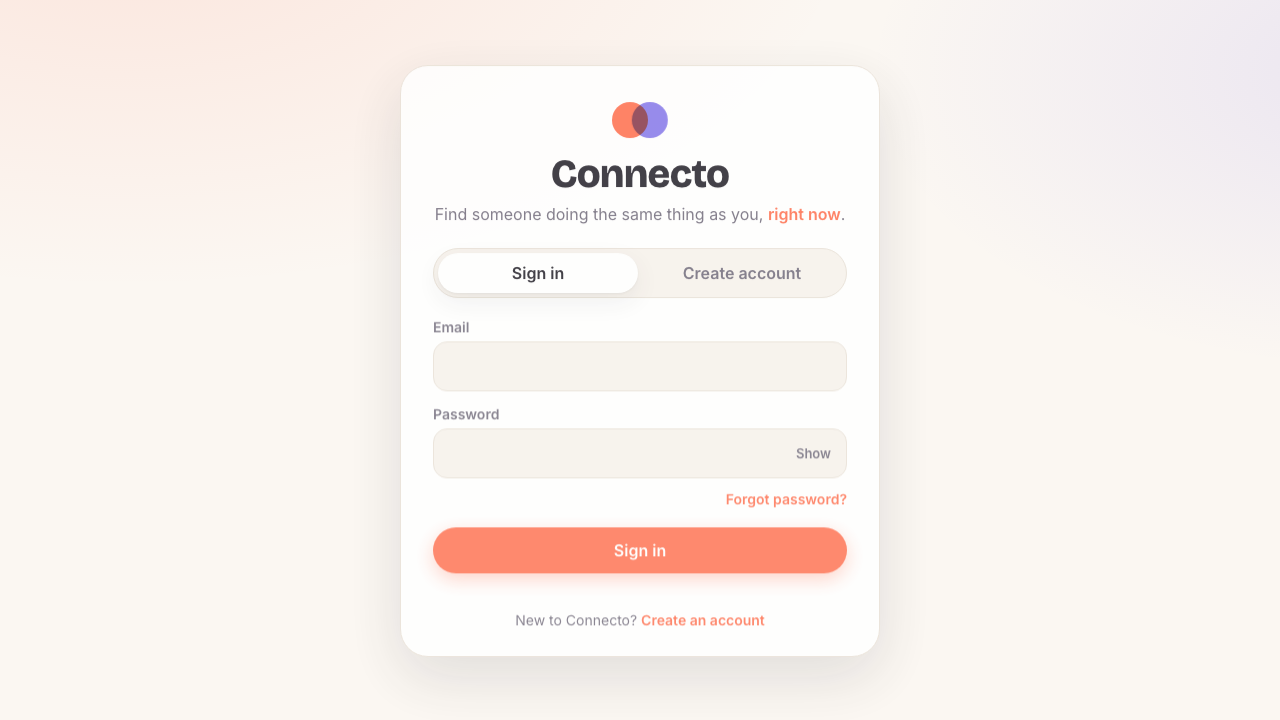 Connecto
Find someone doing the same thing as you, right now.
Sign in
Create account
Email
Password
Show
Forgot password?
Sign in
New to Connecto? Create an account